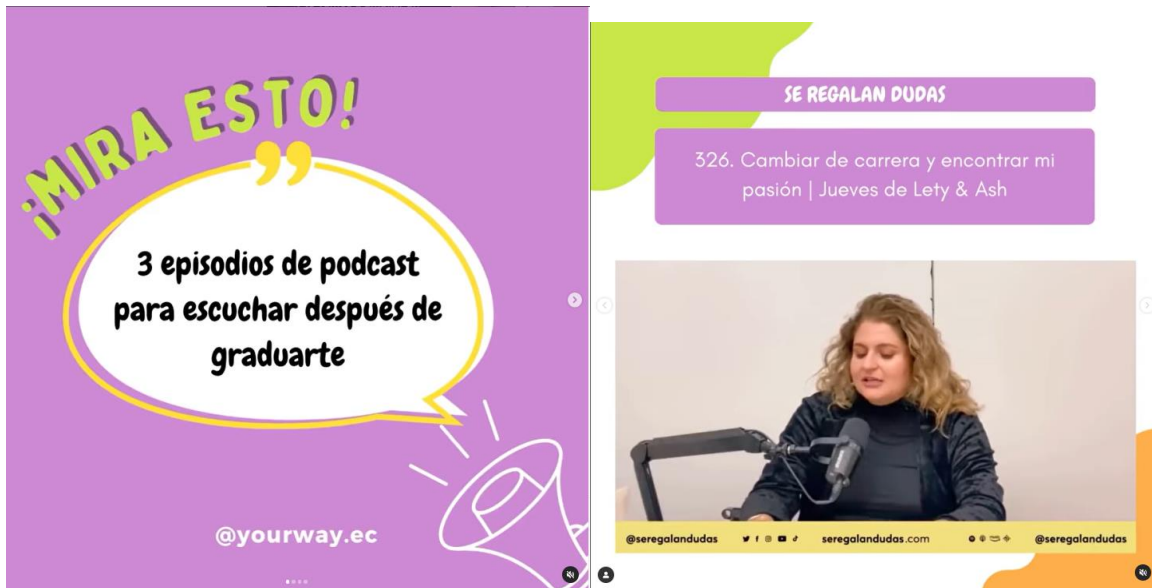 ¡MIRA ESTO!
3 episodios de podcast
para escuchar después de
graduarte
@yourway.ec
SE REGALAN DUDAS
326. Cambiar de carrera y encontrar mi
pasión | Jueves de Lety & Ash
@seregalandudas
seregalandudas.com
@seregalandudas